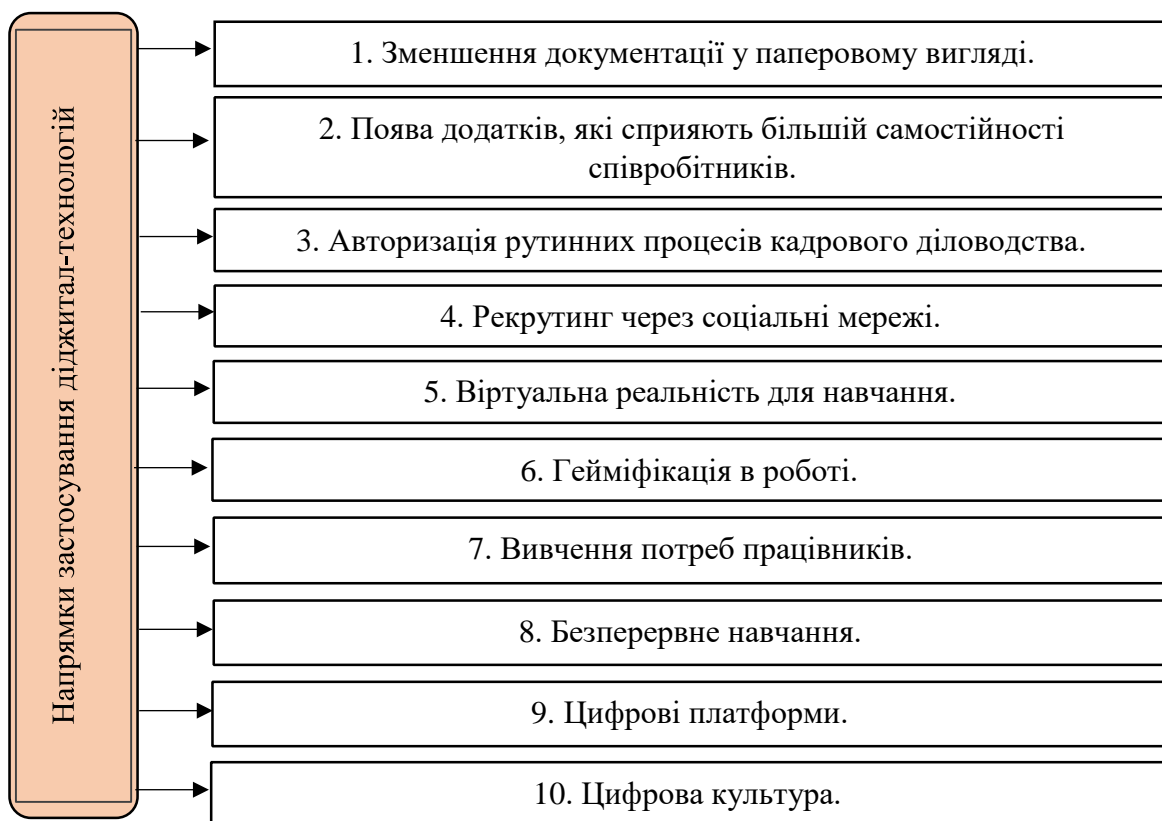 Напрямки застосування діджитал-технологій
1. Зменшення документації у паперовому вигляді.
2. Поява додатків, які сприяють більшій самостійності
співробітників.
3. Авторизація рутинних процесів кадрового діловодства.
4. Рекрутинг через соціальні мережі.
5. Віртуальна реальність для навчання.
6. Гейміфікація в роботі.
7. Вивчення потреб працівників.
8. Безперервне навчання.
9. Цифрові платформи.
10. Цифрова культура.